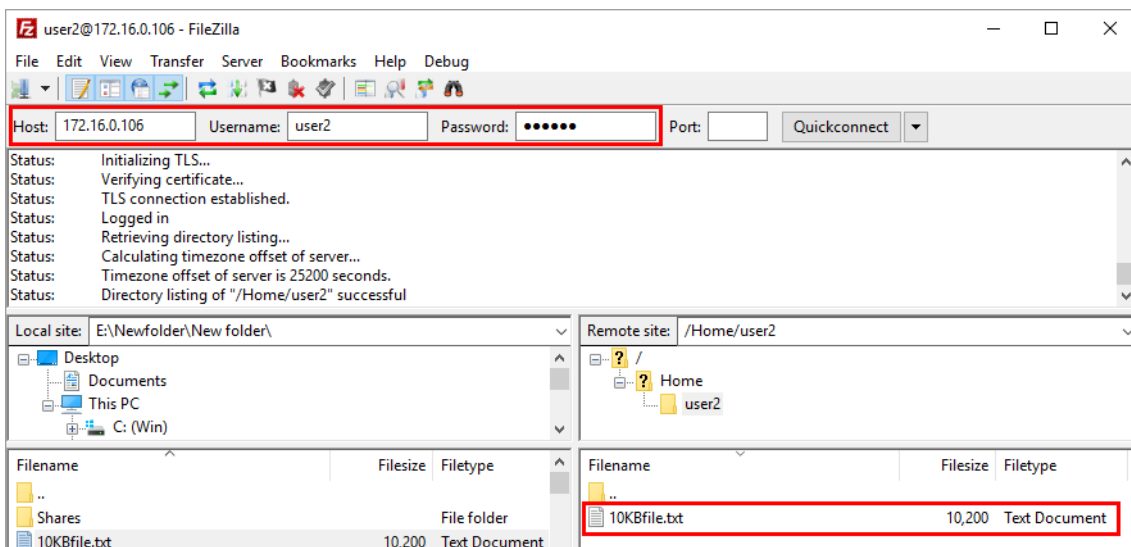 user2@172.16.0.106 - FileZilla
File Edit View Transfer Server Bookmarks Help Debug
Host: 172.16.0.106 Username: user2 Password: ●●●●●● Port: Quickconnect
Status: Initializing TLS...
Status: Verifying certificate...
Status: TLS connection established.
Status: Logged in
Status: Retrieving directory listing...
Status: Calculating timezone offset of server...
Status: Timezone offset of server is 25200 seconds.
Status: Directory listing of "/Home/user2" successful
Local site: E:\Newfolder\New folder\
Desktop
Documents
This PC
C: (Win)
Remote site: /Home/user2
/
Home
user2
Filename Filesize Filetype
..
Shares File folder
10KBfile.txt 10,200 Text Document
Filename Filesize Filetype
..
10KBfile.txt 10,200 Text Document